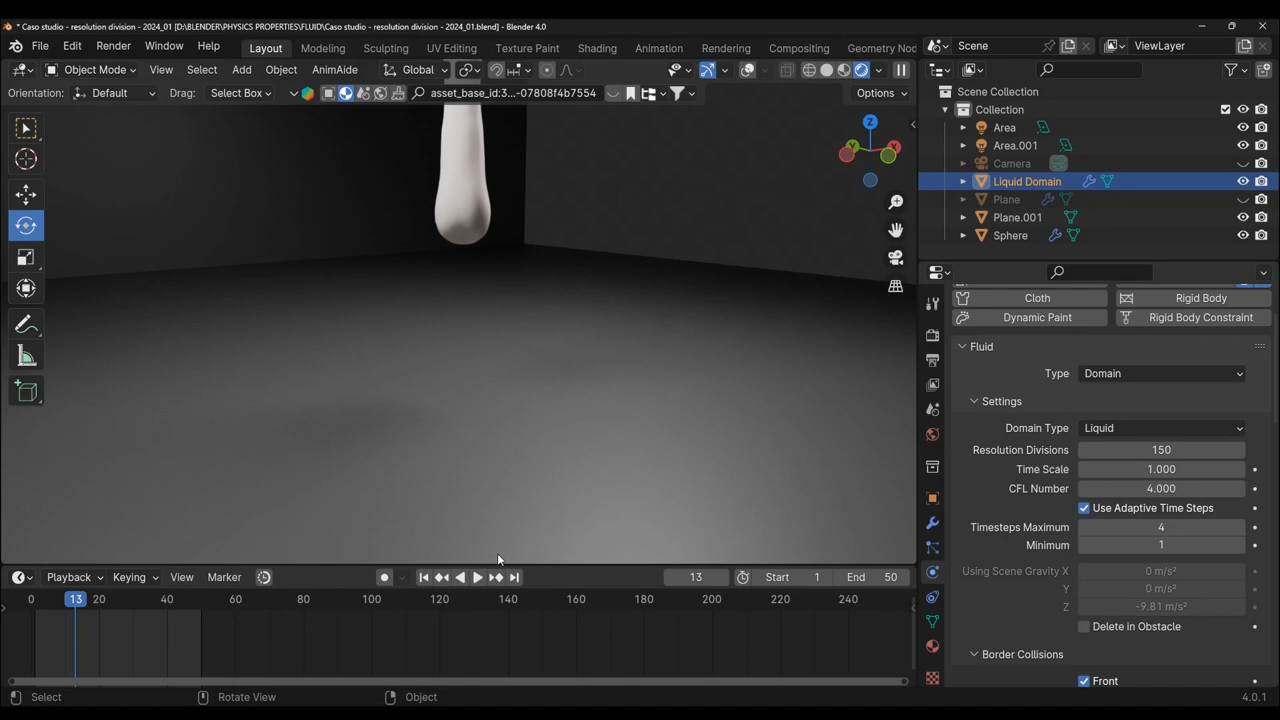 * Caso studio - resolution division - 2024_01 [D:\BLENDER\PHYSICS PROPERTIES\FLUID\Caso studio - resolution division - 2024_01.blend] - Blender 4.0
File Edit Render Window Help Layout Modeling Sculpting UV Editing Texture Paint Shading Animation Rendering Compositing Geometry Nod Scene ViewLayer
Object Mode View Select Add Object AnimAide Global
Orientation: Default Drag: Select Box asset_base_id:3...-07808f4b7554 Options
Scene Collection
Collection
Area
Area.001
Camera
Liquid Domain
Plane
Plane.001
Sphere
Z
Y
X
Cloth Rigid Body
Dynamic Paint Rigid Body Constraint
Fluid
Type Domain
Settings
Domain Type Liquid
Resolution Divisions 150
Time Scale 1.000
CFL Number 4.000
Use Adaptive Time Steps
Timesteps Maximum 4
Minimum 1
Using Scene Gravity X 0 m/s²
Y 0 m/s²
Z -9.81 m/s²
Delete in Obstacle
Border Collisions
Front
Playback Keying View Marker 13 Start 1 End 50
0 13 20 40 60 80 100 120 140 160 180 200 220 240
Select Rotate View Object 4.0.1